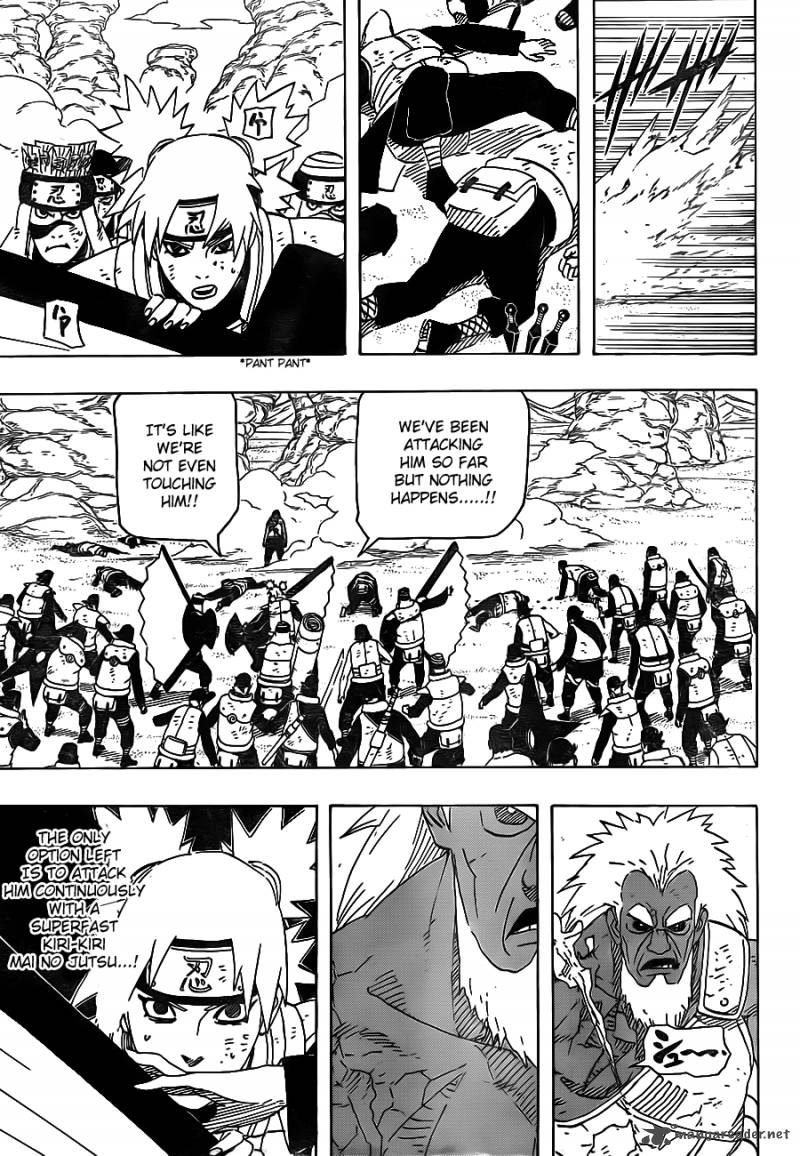 WE'VE BEEN
ATTACKING
HIM SO FAR
BUT NOTHING
HAPPENS.....!!
IT'S LIKE
WE'RE
NOT EVEN
TOUCHING
HIM!!
*PANT PANT*
忍
忍
忍
シュー
THE ONLY
OPTION LEFT
IS TO ATTACK
HIM CONTINUOUSLY
WITH A
SUPERFAST
KIRI-KIRI
MAI NO JUTSU...!
忍
mangareader.net